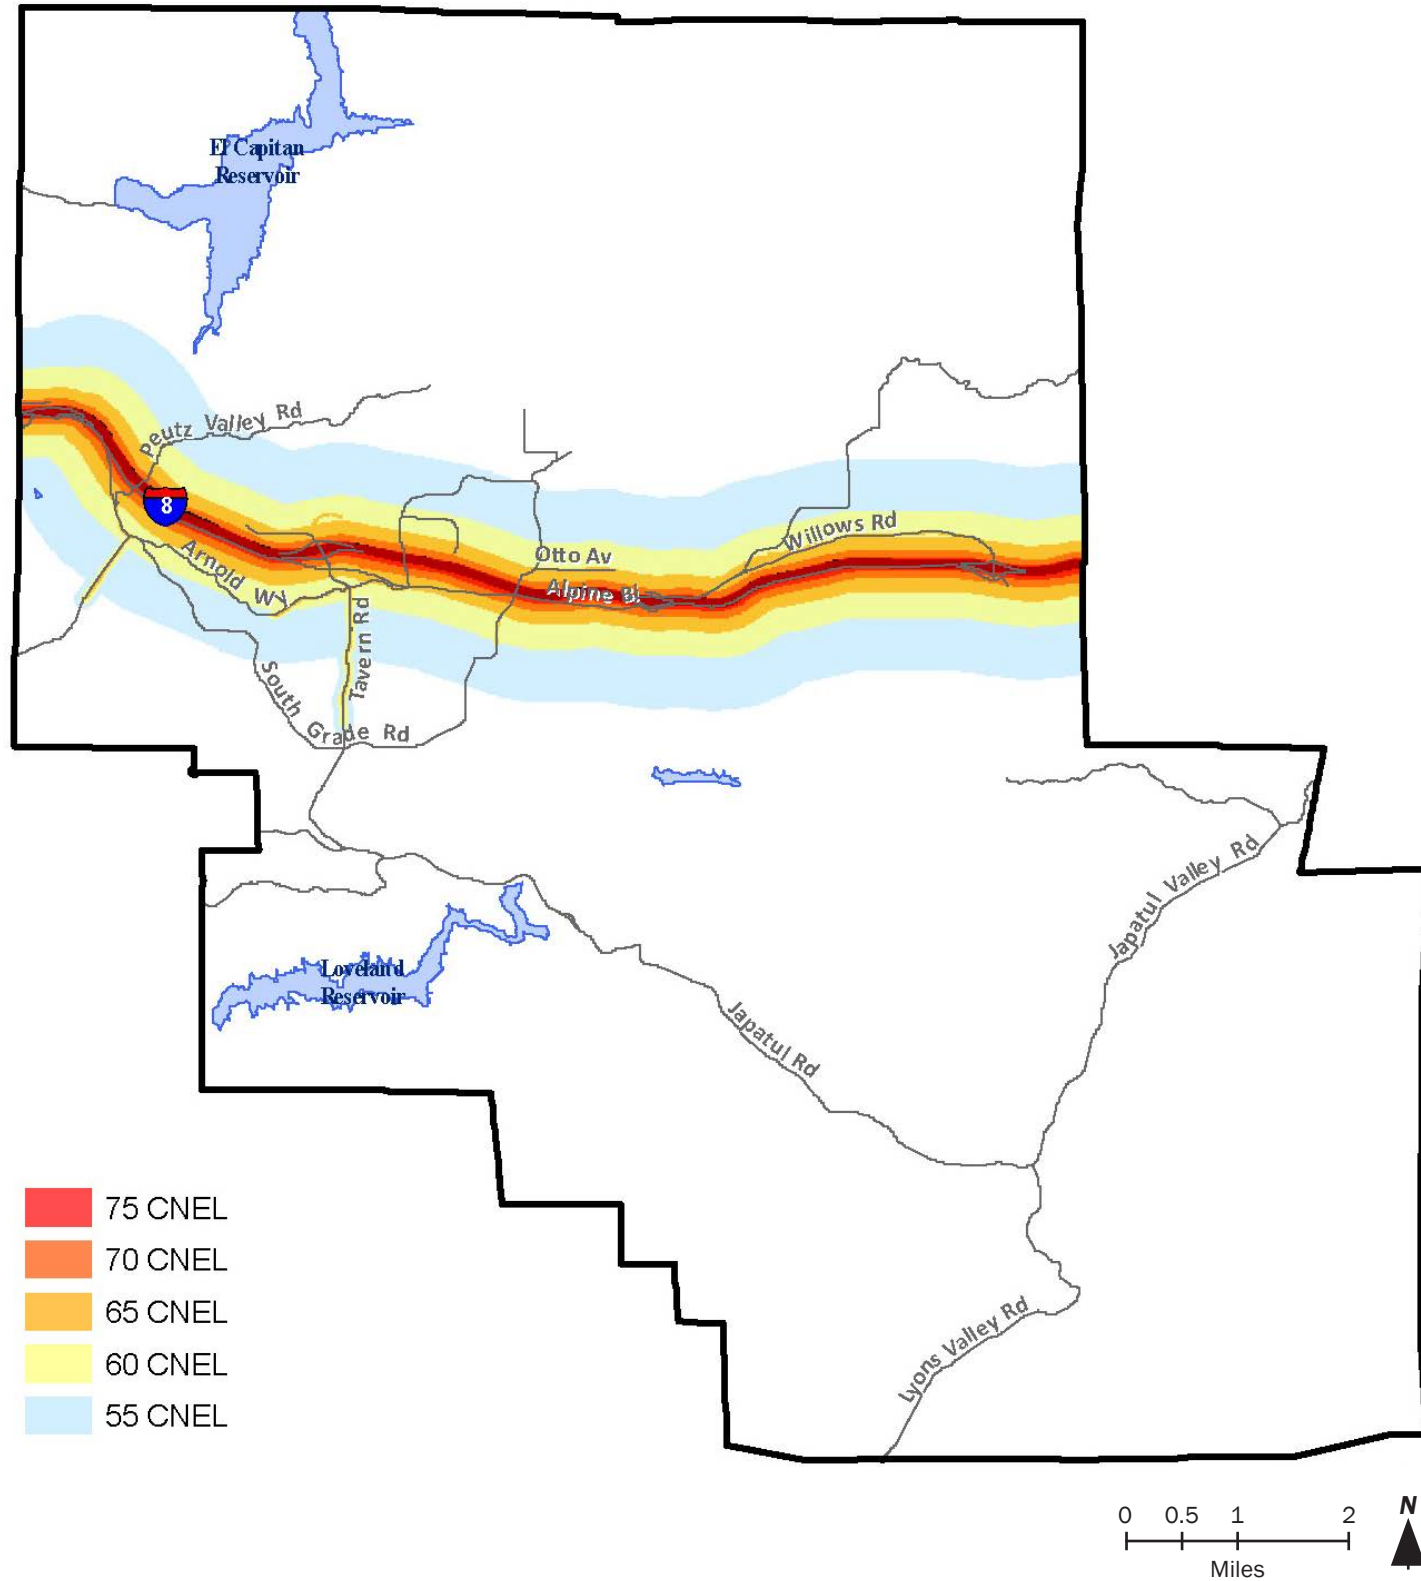 El Capitan
Reservoir
Peutz Valley Rd
8
Arnold Wy
Otto Av
Alpine Bl
Willows Rd
Tavern Rd
South Grade Rd
Japatul Valley Rd
Loveland
Reservoir
Japatul Rd
Lyons Valley Rd
75 CNEL
70 CNEL
65 CNEL
60 CNEL
55 CNEL
0 0.5 1 2
Miles
N